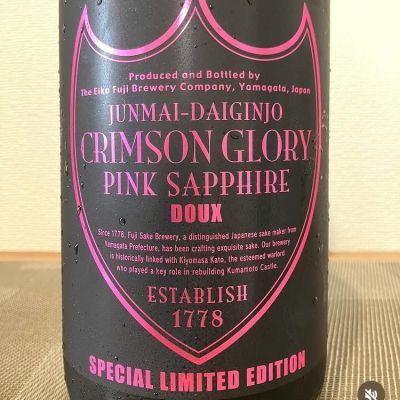 Produced and Bottled by
The Eiko Fuji Brewery Company, Yamagata, Japan
JUNMAI-DAIGINJO
CRIMSON GLORY
PINK SAPPHIRE
DOUX
Since 1778, Fuji Sake Brewery, a distinguished Japanese sake maker from
Yamagata Prefecture, has been crafting exquisite sake. Our brewery
is historically linked with Kiyomasa Kato, the esteemed warlord
who played a key role in rebuilding Kumamoto Castle.
ESTABLISH
1778
SPECIAL LIMITED EDITION